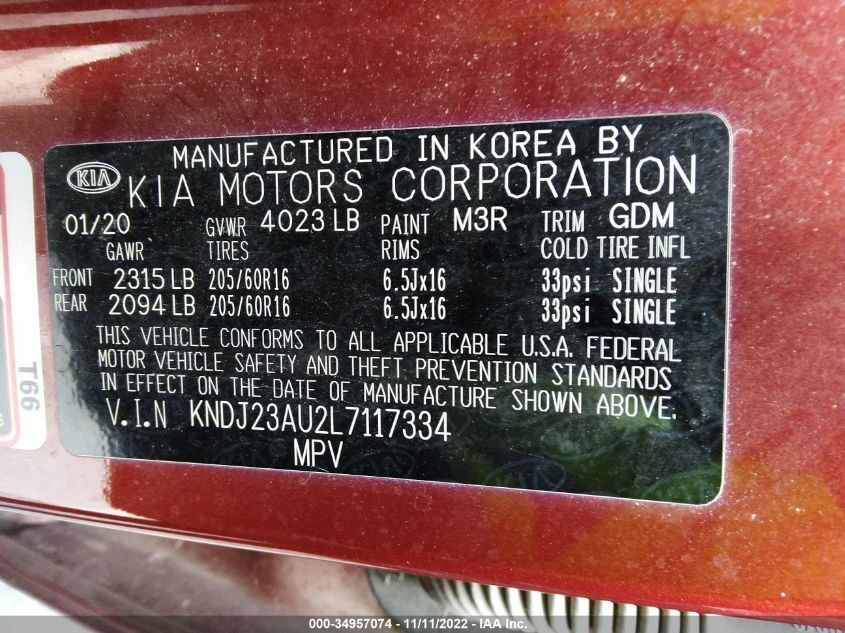 MANUFACTURED IN KOREA BY
KIA KIA MOTORS CORPORATION
01/20 GVWR 4023 LB PAINT M3R TRIM GDM
GAWR TIRES RIMS COLD TIRE INFL
FRONT 2315 LB 205/60R16 6.5Jx16 33psi SINGLE
REAR 2094 LB 205/60R16 6.5Jx16 33psi SINGLE
THIS VEHICLE CONFORMS TO ALL APPLICABLE U.S.A. FEDERAL
MOTOR VEHICLE SAFETY AND THEFT PREVENTION STANDARDS
IN EFFECT ON THE DATE OF MANUFACTURE SHOWN ABOVE.
V.I.N KNDJ23AU2L7117334
MPV
T66
000-34957074 - 11/11/2022 - IAA Inc.